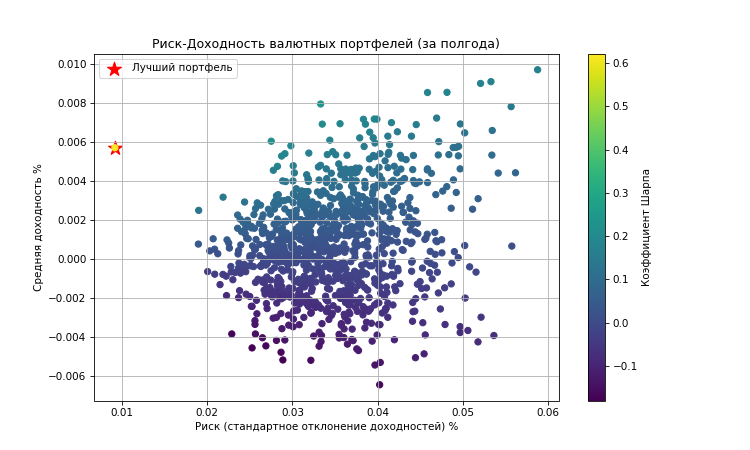 Риск-Доходность валютных портфелей (за полгода)
Лучший портфель
0.010
0.008
0.006
0.004
0.002
0.000
−0.002
−0.004
−0.006
Средняя доходность %
0.01 0.02 0.03 0.04 0.05 0.06
Риск (стандартное отклонение доходностей) %
0.6
0.5
0.4
0.3
0.2
0.1
0.0
−0.1
Коэффициент Шарпа